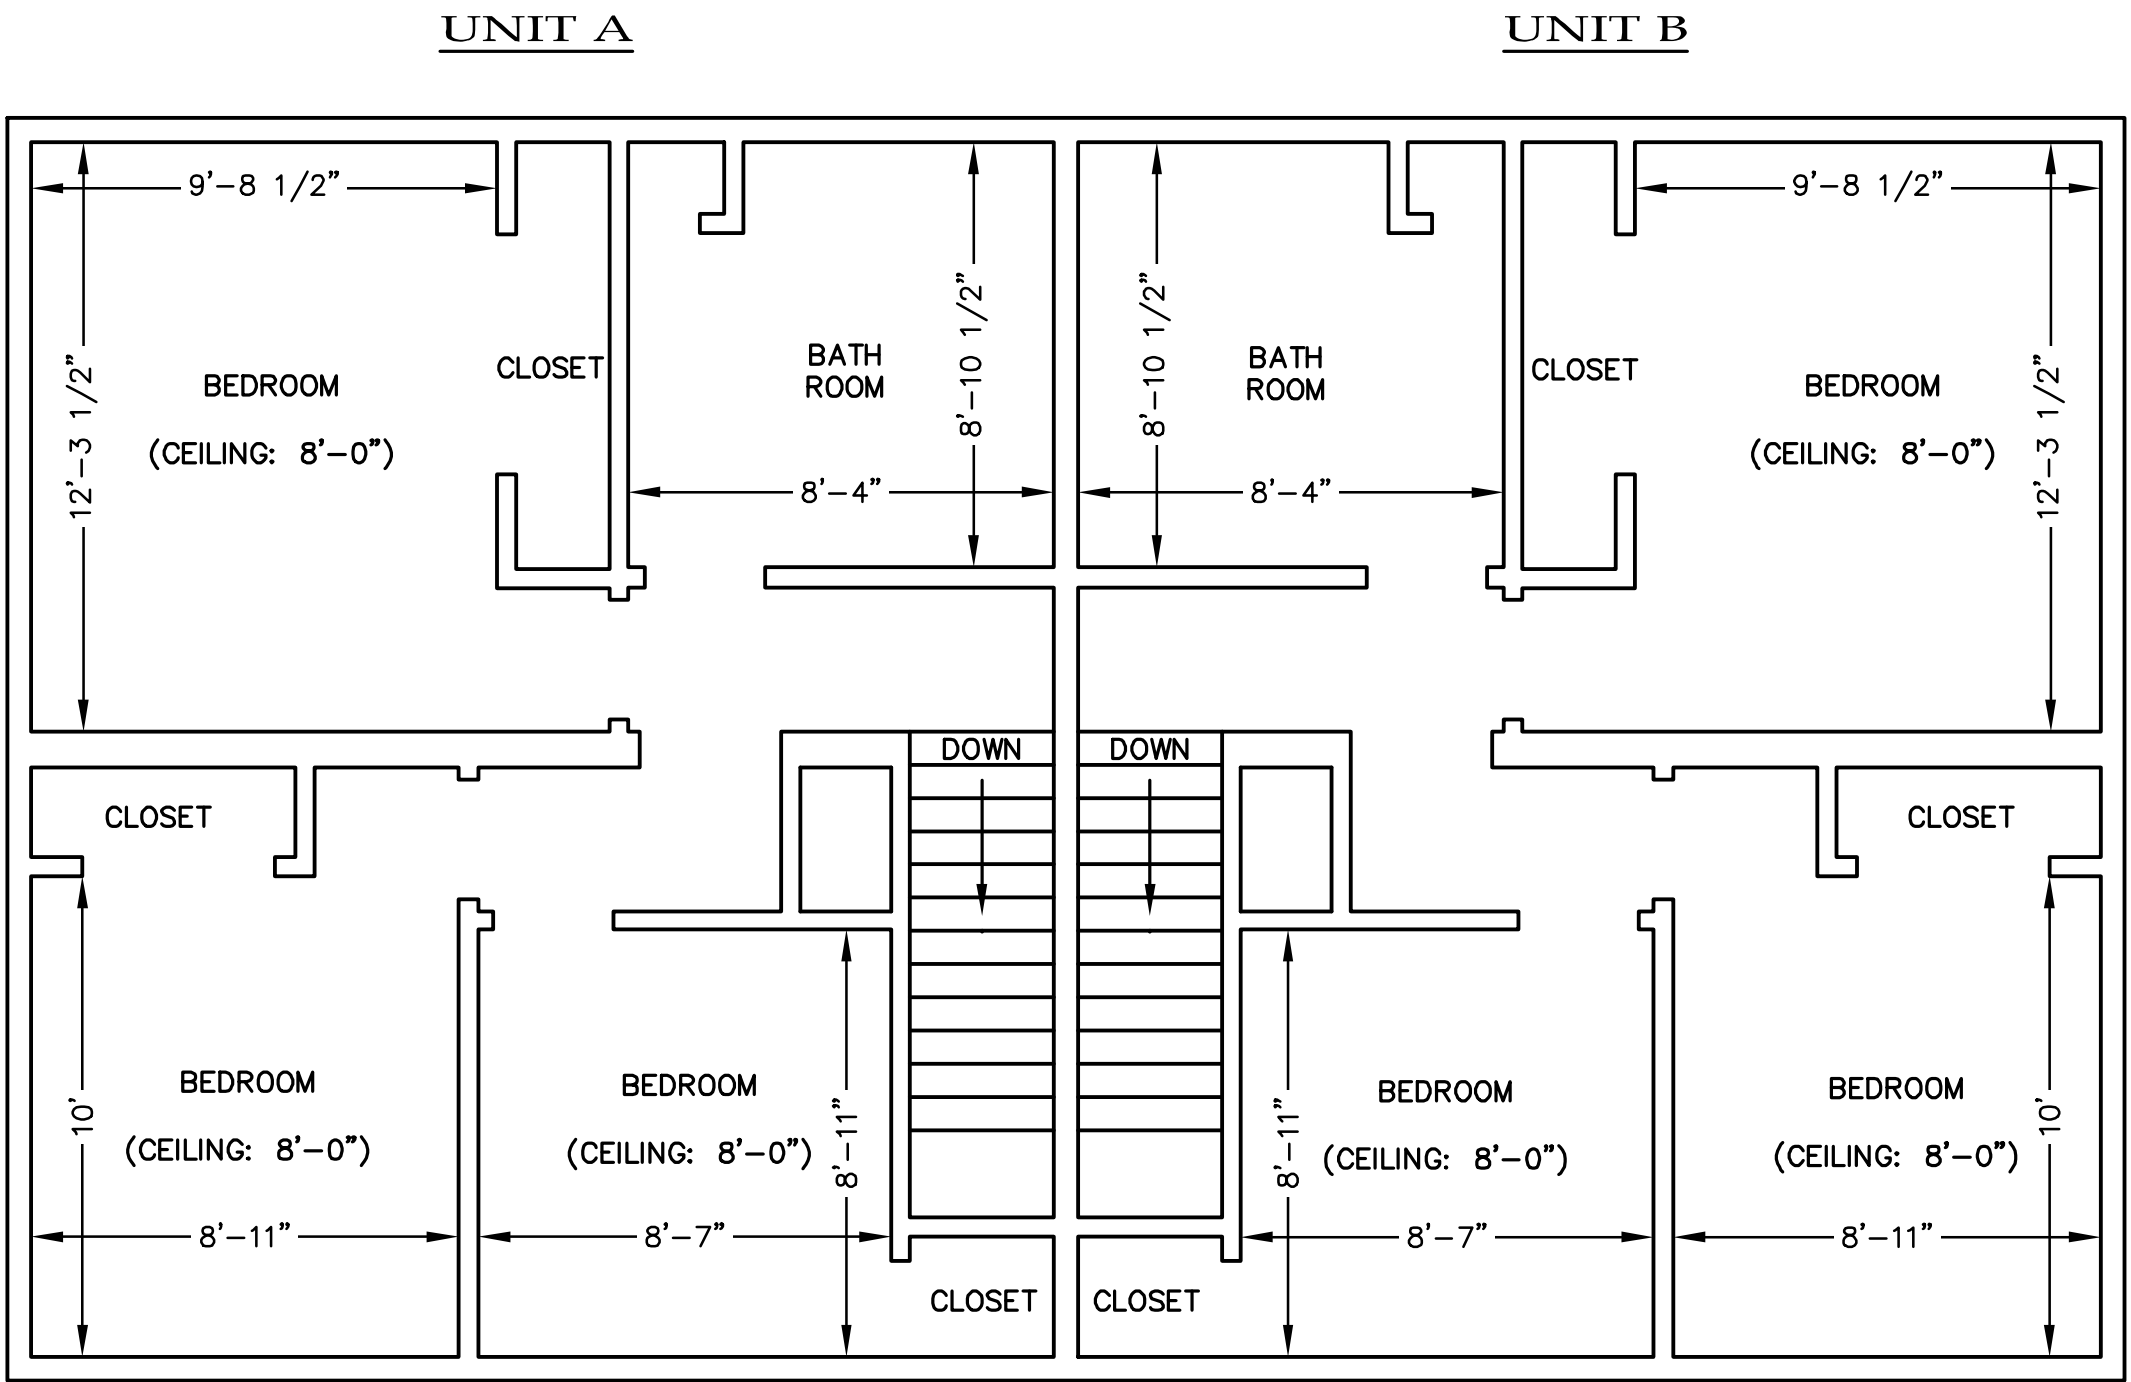 UNIT A
UNIT B
9'-8 1/2"
12'-3 1/2"
BEDROOM
(CEILING: 8'-0")
CLOSET
BATH
ROOM
8'-10 1/2"
8'-4"
8'-10 1/2"
BATH
ROOM
8'-4"
CLOSET
9'-8 1/2"
BEDROOM
(CEILING: 8'-0")
12'-3 1/2"
DOWN
DOWN
CLOSET
CLOSET
10'
BEDROOM
(CEILING: 8'-0")
8'-11"
BEDROOM
(CEILING: 8'-0")
8'-11"
8'-7"
CLOSET
CLOSET
8'-11"
BEDROOM
(CEILING: 8'-0")
8'-7"
BEDROOM
(CEILING: 8'-0")
10'
8'-11"